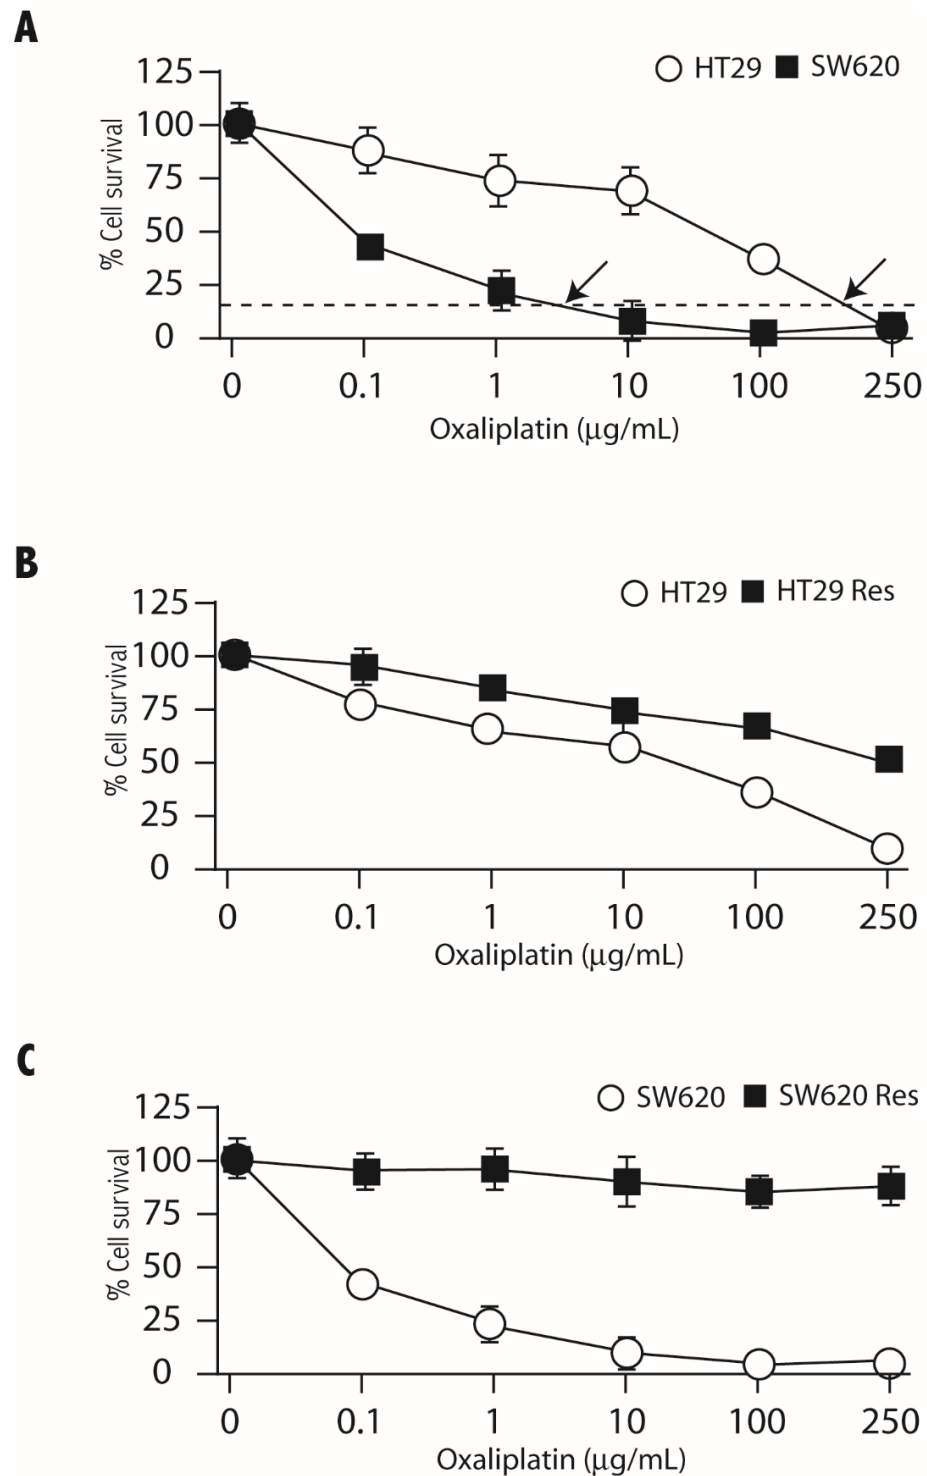 A
HT29 SW620
125
100
75
50
25
0
% Cell survival
0 0.1 1 10 100 250
Oxaliplatin (µg/mL)
B
HT29 HT29 Res
125
100
75
50
25
0
% Cell survival
0 0.1 1 10 100 250
Oxaliplatin (µg/mL)
C
SW620 SW620 Res
125
100
75
50
25
0
% Cell survival
0 0.1 1 10 100 250
Oxaliplatin (µg/mL)